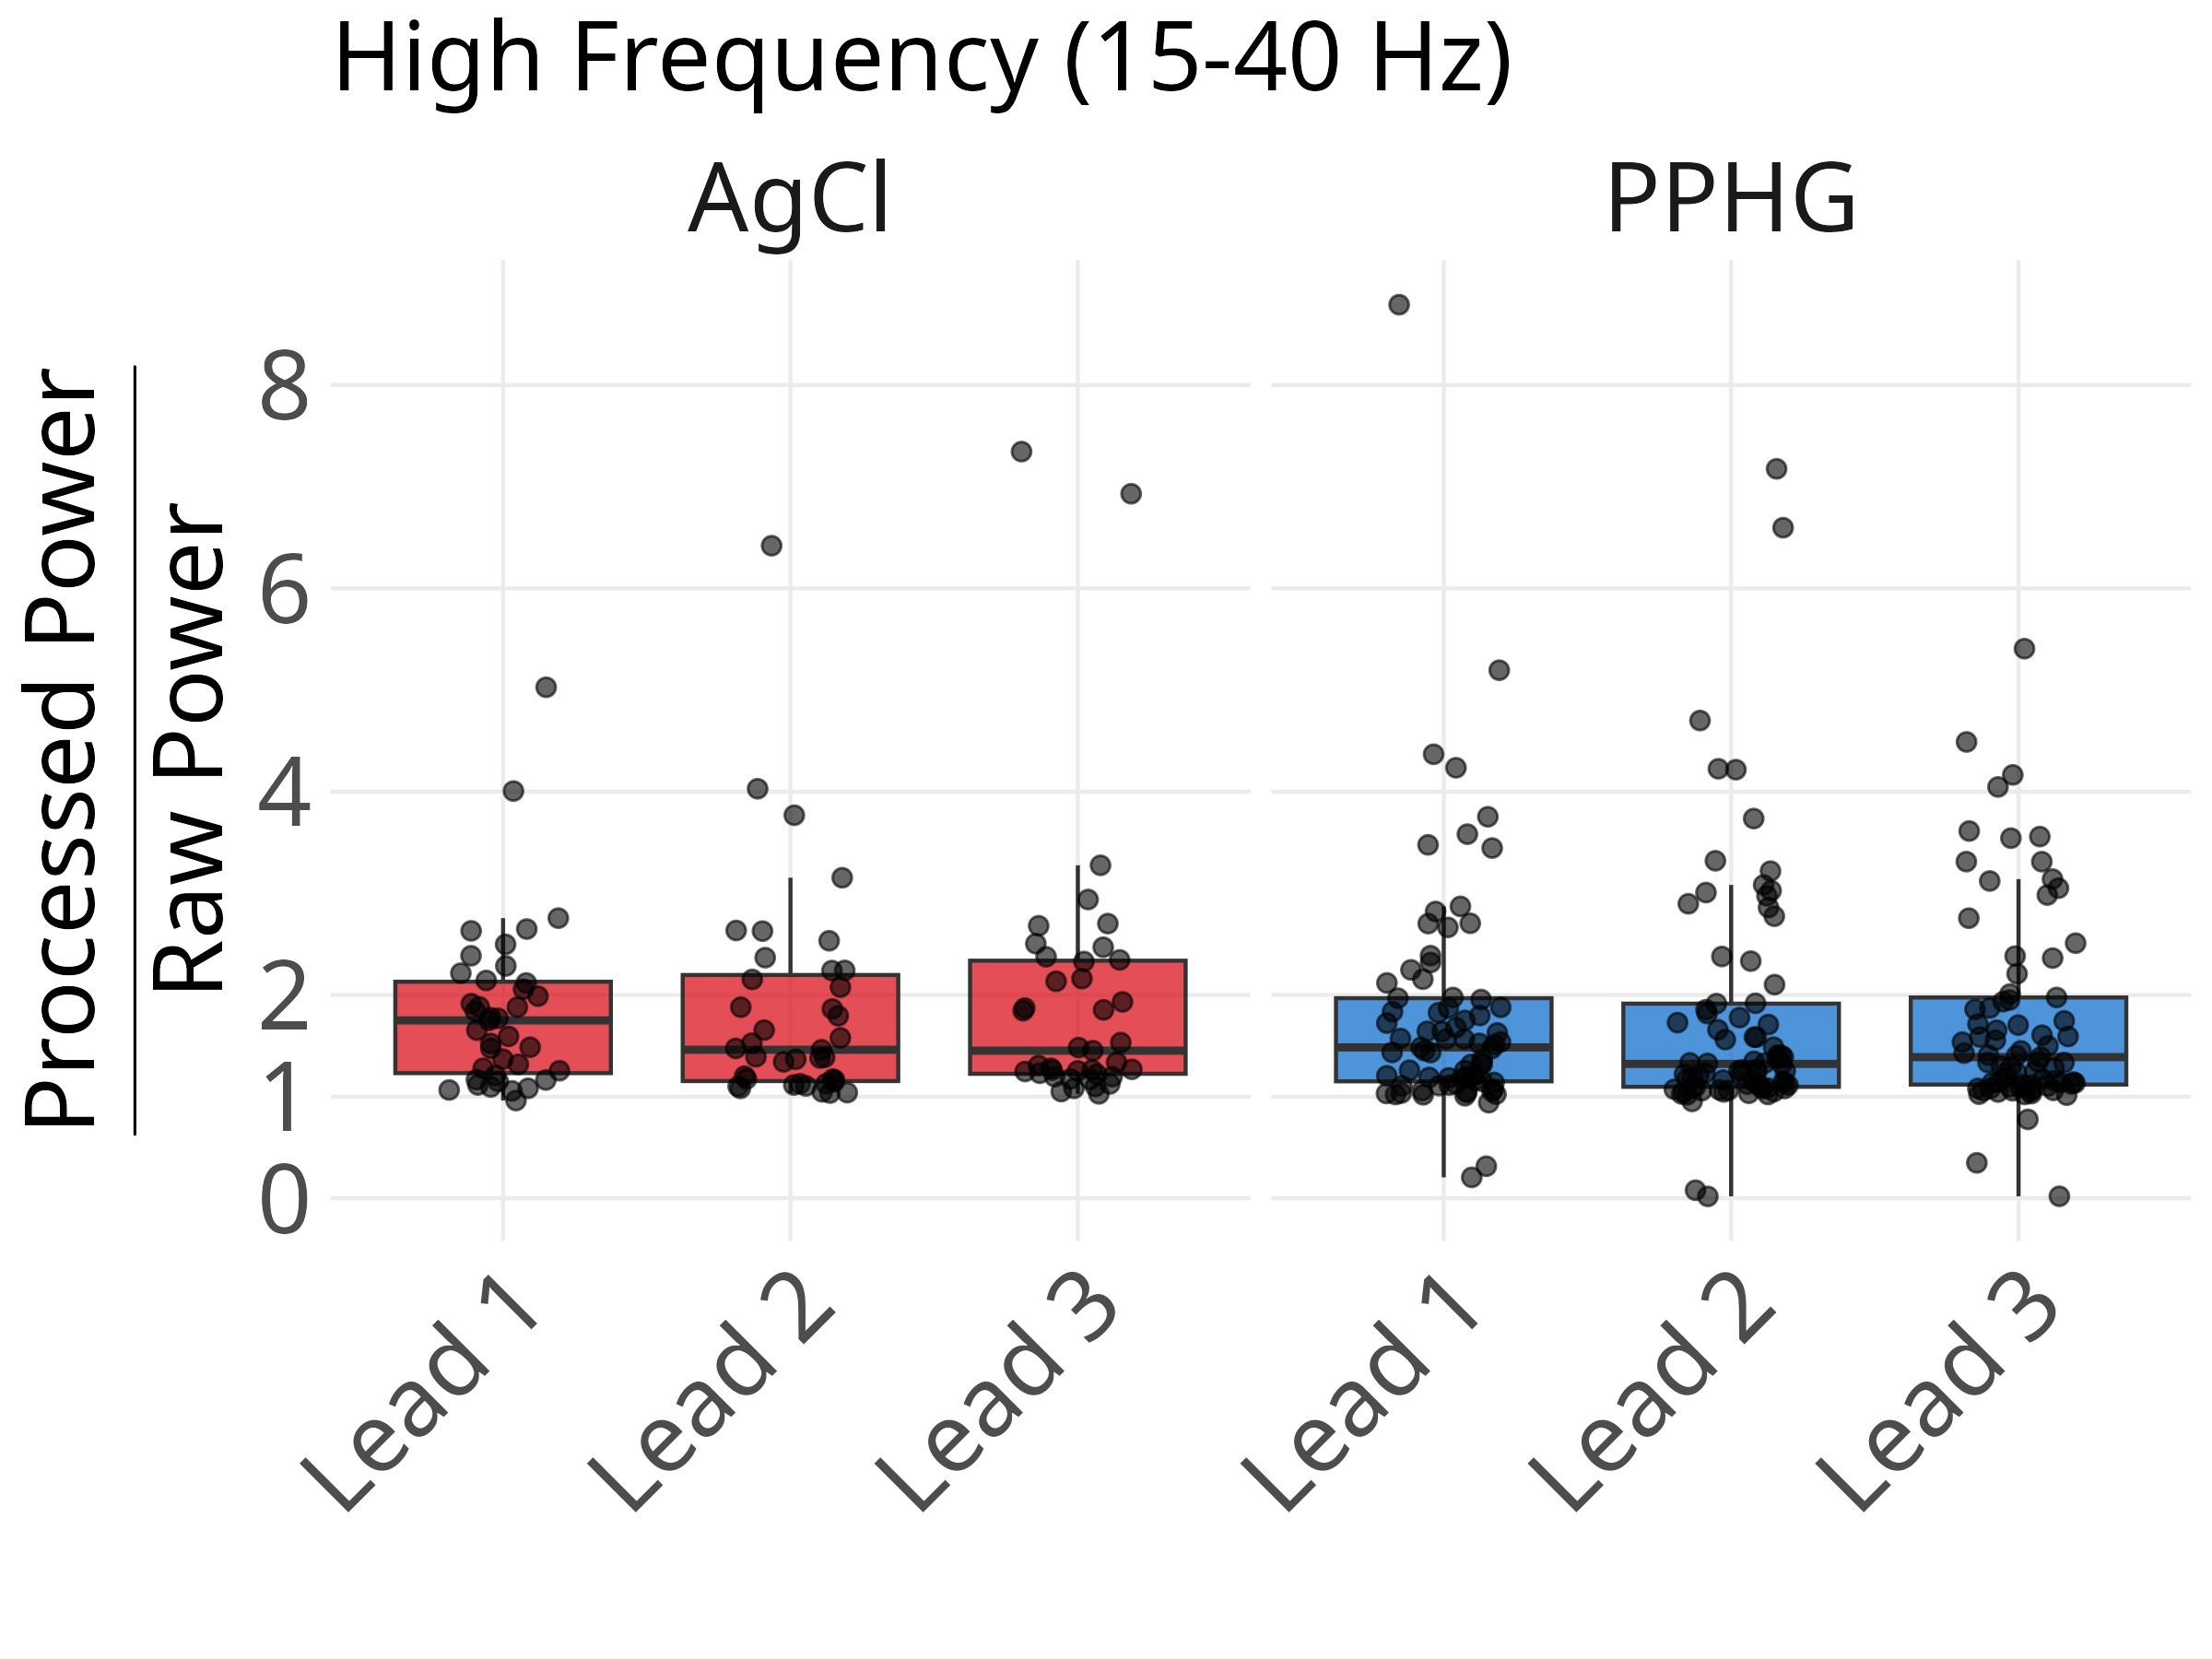 High Frequency (15-40 Hz)
AgCl
PPHG
Processed Power
Raw Power
8
6
4
2
1
0
Lead 1
Lead 2
Lead 3
Lead 1
Lead 2
Lead 3